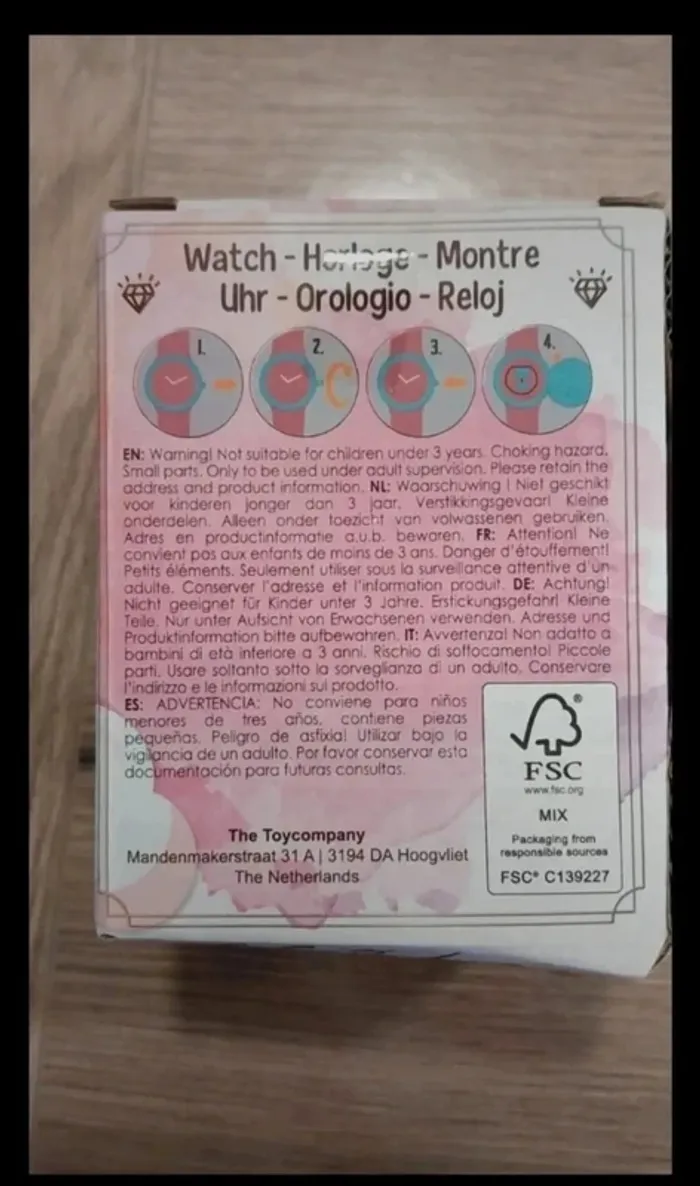 Watch - Horloge - Montre
Uhr - Orologio - Reloj
1. 2. 3. 4.
EN: Warning! Not suitable for children under 3 years. Choking hazard.
Small parts. Only to be used under adult supervision. Please retain the
address and product information. NL: Waarschuwing ! Niet geschikt
voor kinderen jonger dan 3 jaar. Verstikkingsgevaar! Kleine
onderdelen. Alleen onder toezicht van volwassenen gebruiken.
Adres en productinformatie a.u.b. bewaren. FR: Attention! Ne
convient pas aux enfants de moins de 3 ans. Danger d'étouffement!
Petits éléments. Seulement utiliser sous la surveillance attentive d'un
adulte. Conserver l'adresse et l'information produit. DE: Achtung!
Nicht geeignet für Kinder unter 3 Jahre. Erstickungsgefahr! Kleine
Teile. Nur unter Aufsicht von Erwachsenen verwenden. Adresse und
Produktinformation bitte aufbewahren. IT: Avvertenza! Non adatto a
bambini di età inferiore a 3 anni. Rischio di soffocamento! Piccole
parti. Usare soltanto sotto la sorveglianza di un adulto. Conservare
l'indirizzo e le informazioni sul prodotto.
ES: ADVERTENCIA: No conviene para niños
menores de tres años, contiene piezas
pequeñas. Peligro de asfixia! Utilizar bajo la
vigilancia de un adulto. Por favor conservar esta
documentación para futuras consultas.
The Toycompany
Mandenmakerstraat 31 A | 3194 DA Hoogvliet
The Netherlands
®
FSC
www.fsc.org
MIX
Packaging from
responsible sources
FSC® C139227